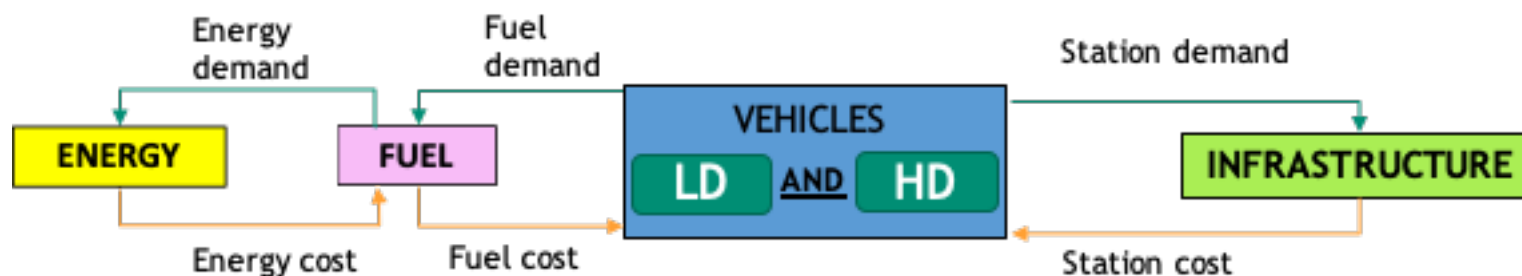 Energy
demand
Fuel
demand
Station demand
ENERGY
FUEL
VEHICLES
LD AND HD
INFRASTRUCTURE
Energy cost
Fuel cost
Station cost